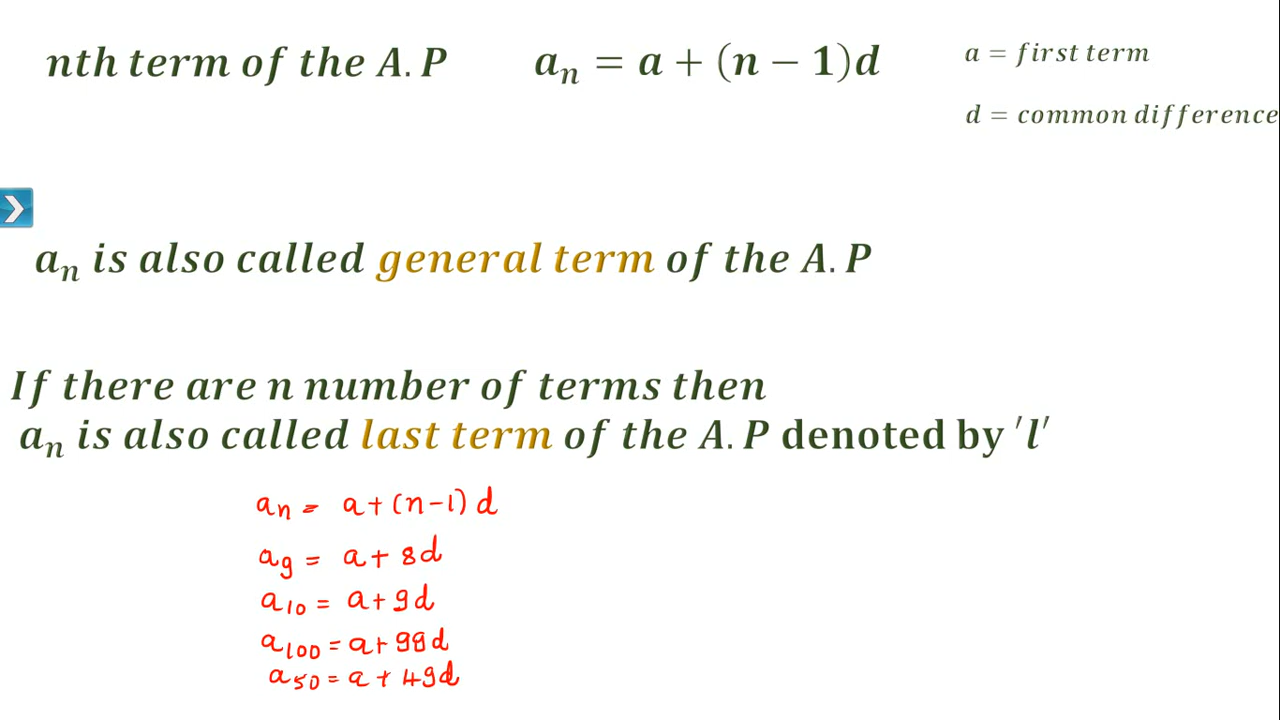 nth term of the A.P aₙ = a + (n − 1)d a = first term
d = common difference
aₙ is also called general term of the A.P
If there are n number of terms then
aₙ is also called last term of the A.P denoted by 'l'
aₙ = a + (n-1) d
a₉ = a + 8d
a₁₀ = a + 9d
a₁₀₀ = a + 99d
a₅₀ = a + 49d